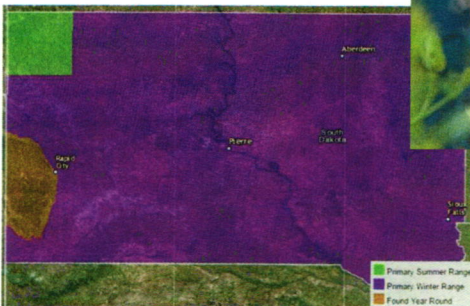 Aberdeen
South
Dakota
Pierre
Rapid
City
Sioux
Falls
Primary Summer Range
Primary Winter Range
Found Year Round